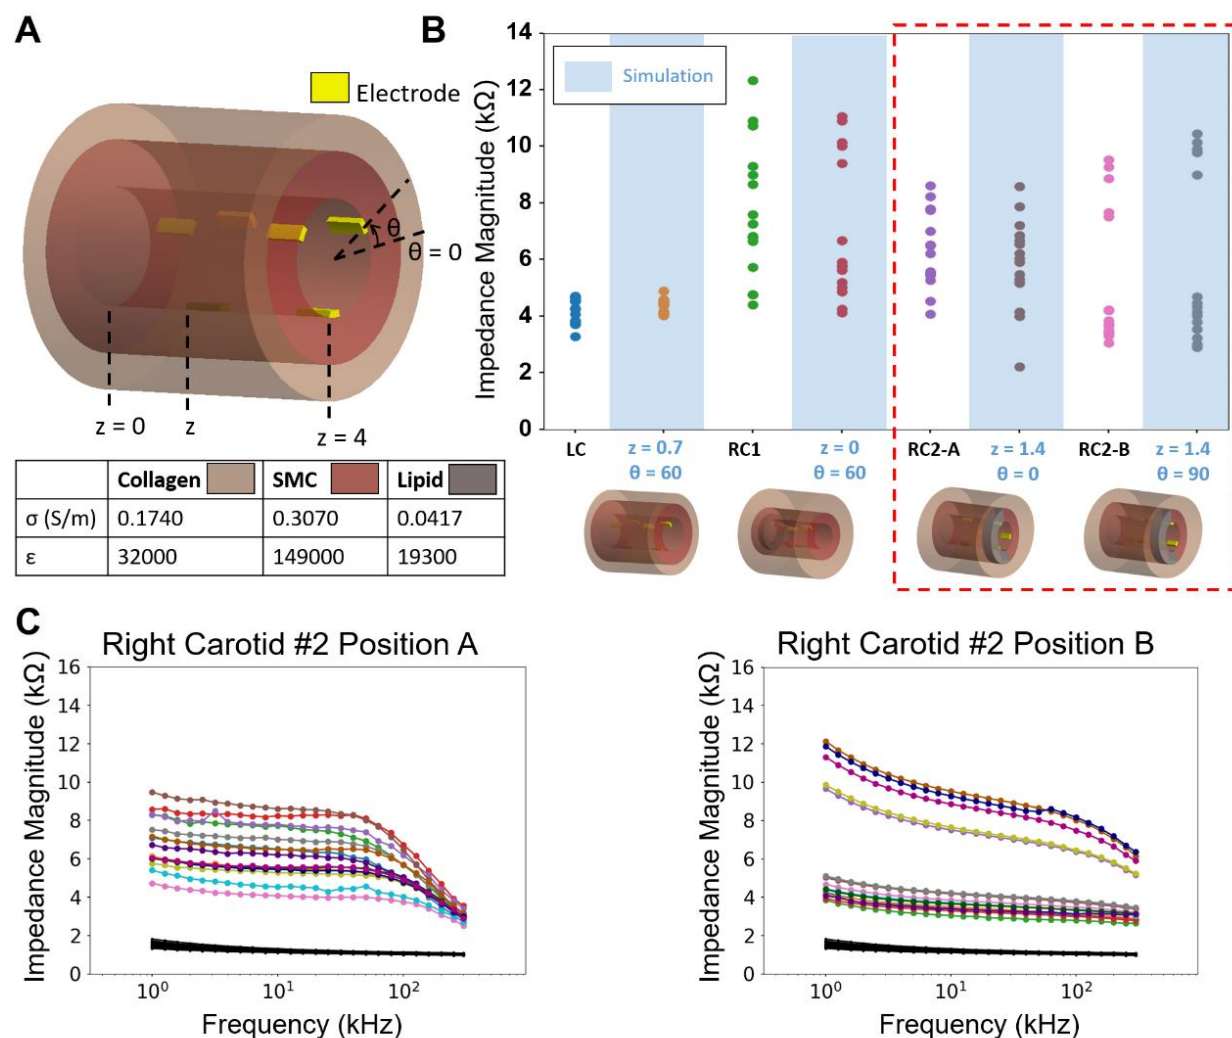 A
Electrode
θ
θ = 0
z = 0
z
z = 4
Collagen SMC Lipid
σ (S/m) 0.1740 0.3070 0.0417
ε 32000 149000 19300
B
Impedance Magnitude (kΩ)
14
12
10
8
6
4
2
0
Simulation
LC z = 0.7 RC1 z = 0 RC2-A z = 1.4 RC2-B z = 1.4
θ = 60 θ = 60 θ = 0 θ = 90
C
Right Carotid #2 Position A
Impedance Magnitude (kΩ)
16
14
12
10
8
6
4
2
0
10⁰ 10¹ 10²
Frequency (kHz)
Right Carotid #2 Position B
Impedance Magnitude (kΩ)
16
14
12
10
8
6
4
2
0
10⁰ 10¹ 10²
Frequency (kHz)